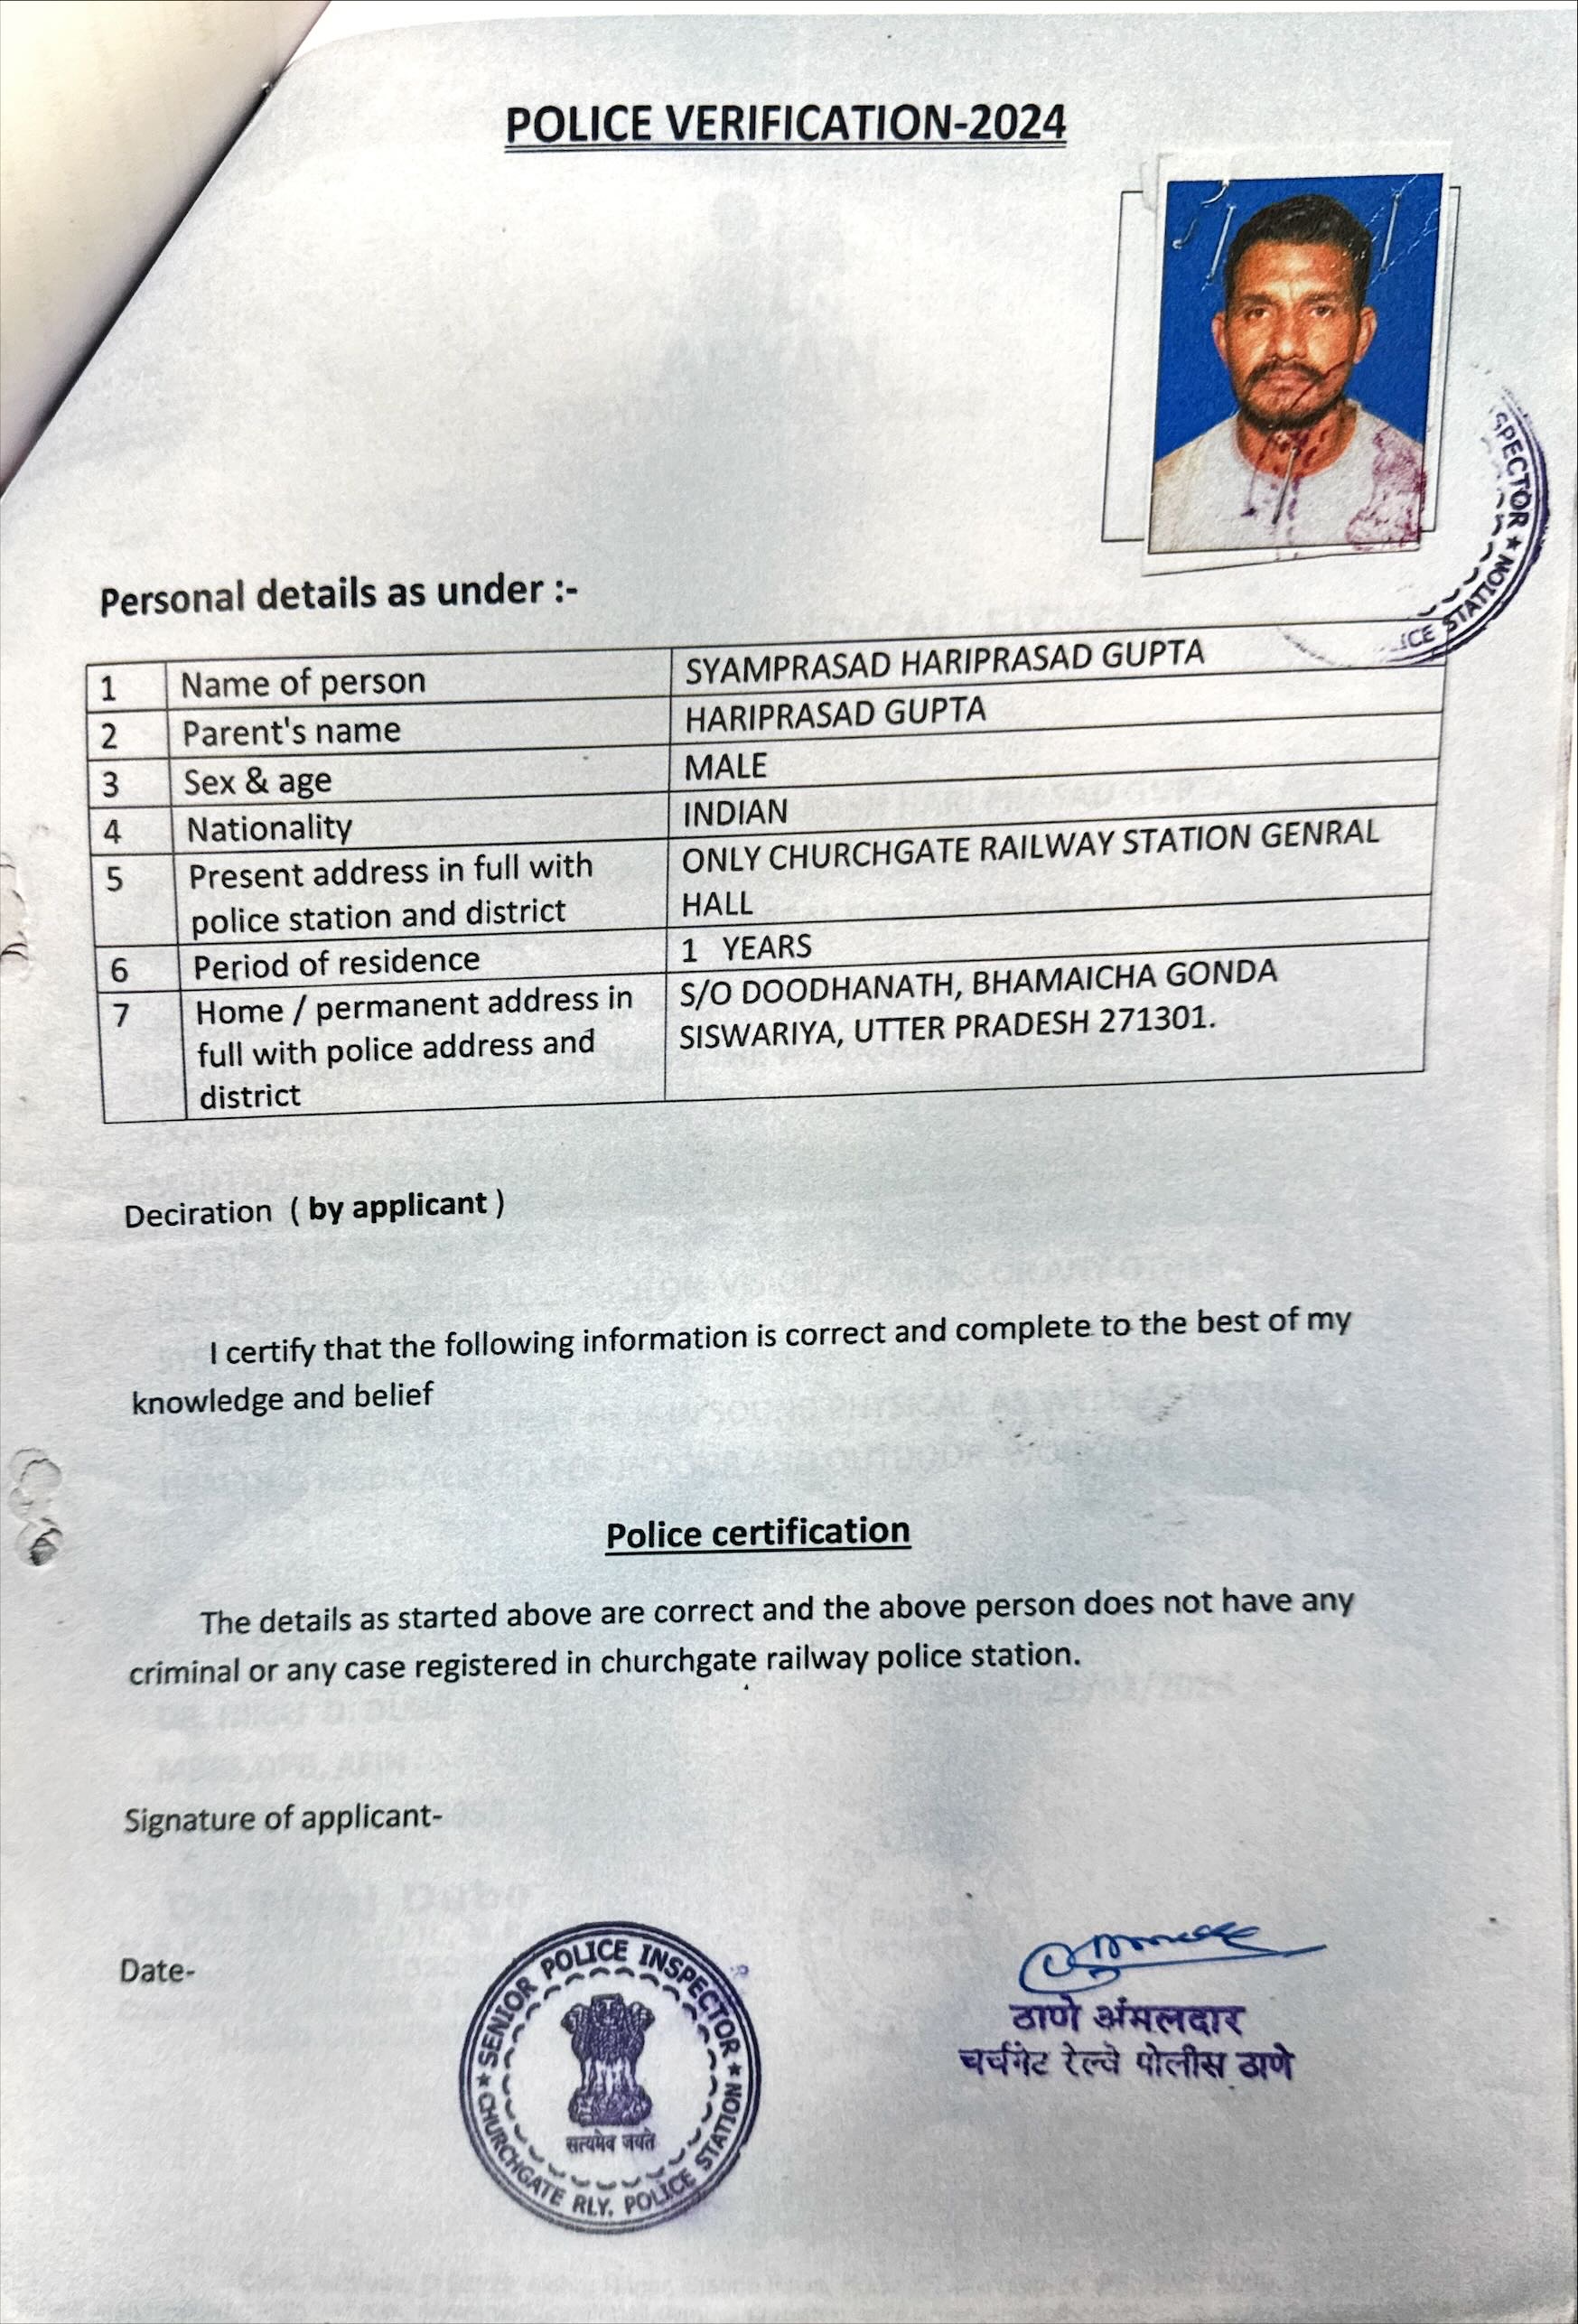 POLICE VERIFICATION-2024
SPECTOR ★
ICE STATION
Personal details as under :-
1 Name of person SYAMPRASAD HARIPRASAD GUPTA
2 Parent's name HARIPRASAD GUPTA
3 Sex & age MALE
4 Nationality INDIAN
5 Present address in full with ONLY CHURCHGATE RAILWAY STATION GENRAL
police station and district HALL
6 Period of residence 1 YEARS
7 Home / permanent address in S/O DOODHANATH, BHAMAICHA GONDA
full with police address and SISWARIYA, UTTER PRADESH 271301.
district
Deciration ( by applicant )
I certify that the following information is correct and complete to the best of my
knowledge and belief
Police certification
The details as started above are correct and the above person does not have any
criminal or any case registered in churchgate railway police station.
Signature of applicant-
Date-
★ SENIOR POLICE INSPECTOR ★
सत्यमेव जयते
CHURCHGATE RLY. POLICE STATION
ठाणे अंमलदार
चर्चगेट रेल्वे पोलीस ठाणे